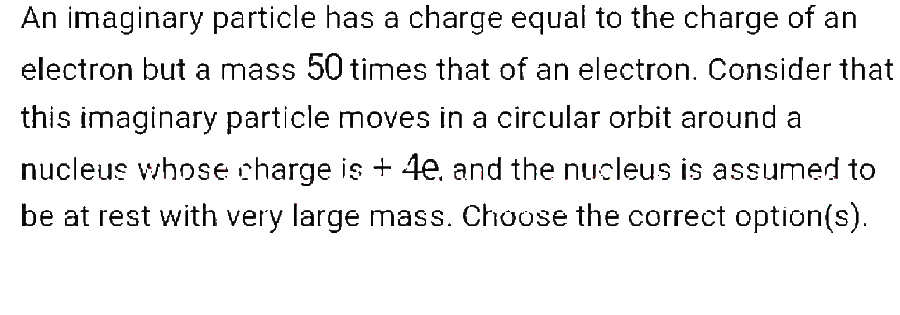 An imaginary particle has a charge equal to the charge of an
electron but a mass 50 times that of an electron. Consider that
this imaginary particle moves in a circular orbit around a
nucleus whose charge is + 4e. and the nucleus is assumed to
be at rest with very large mass. Choose the correct option(s).